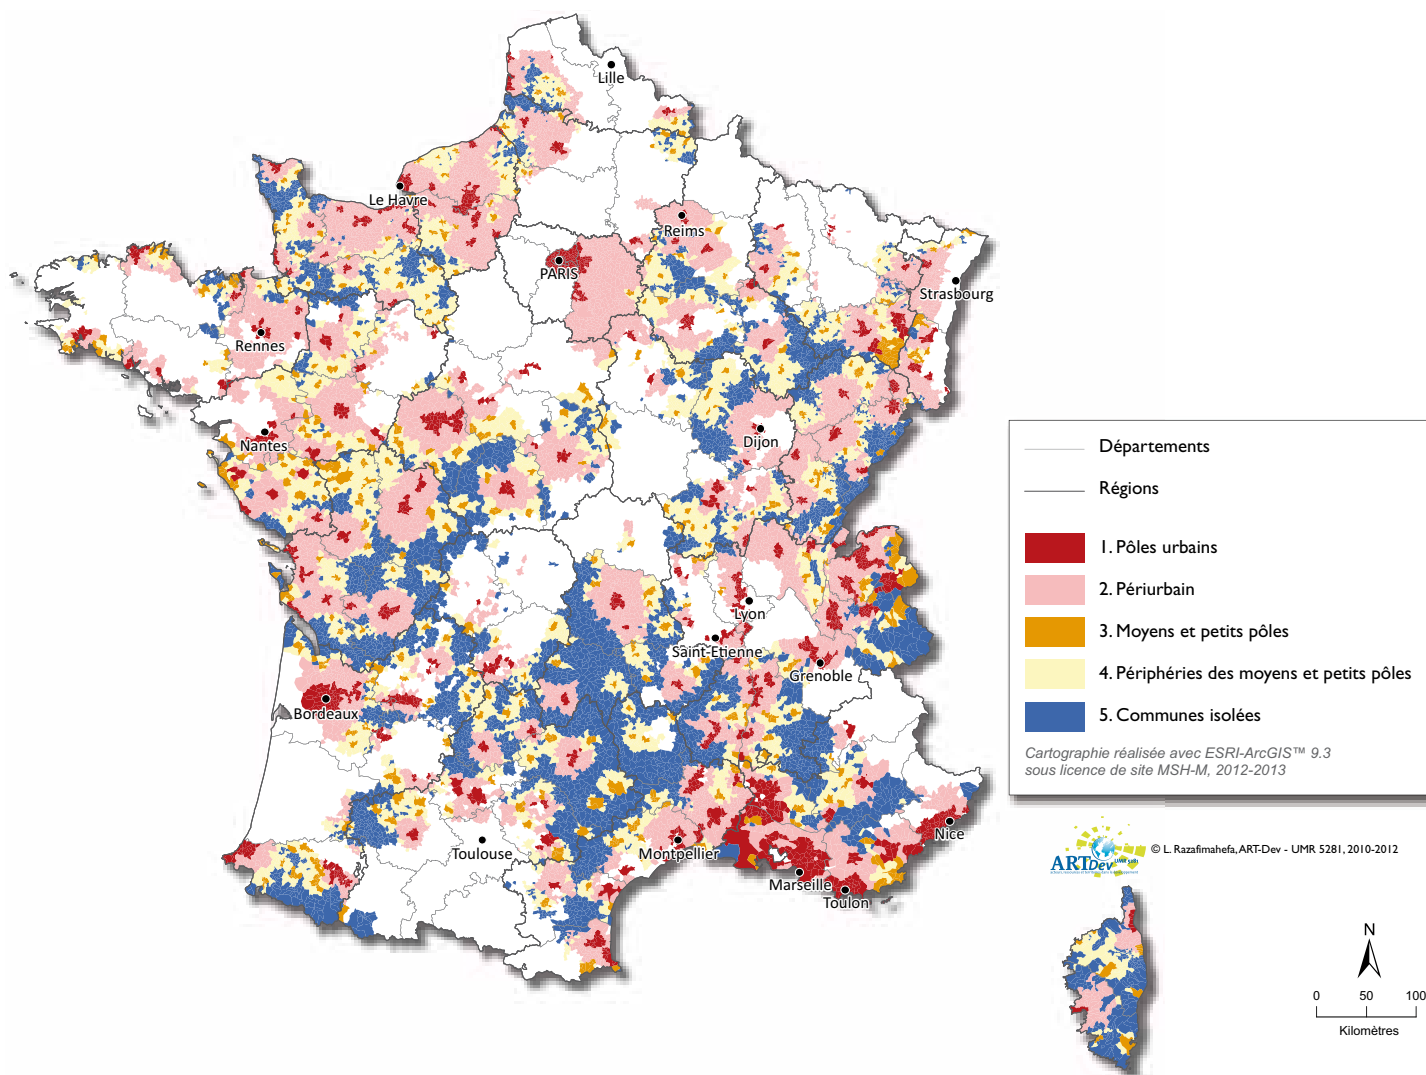 Lille
Le Havre
Reims
PARIS
Strasbourg
Rennes
Nantes
Dijon
Lyon
Saint-Etienne
Grenoble
Bordeaux
Toulouse
Montpellier
Nice
Marseille
Toulon
Départements
Régions
1. Pôles urbains
2. Périurbain
3. Moyens et petits pôles
4. Périphéries des moyens et petits pôles
5. Communes isolées
Cartographie réalisée avec ESRI-ArcGIS™ 9.3
sous licence de site MSH-M, 2012-2013
ARTDev UMR 5281
© L. Razafimahefa, ART-Dev - UMR 5281, 2010-2012
N
0 50 100
Kilomètres